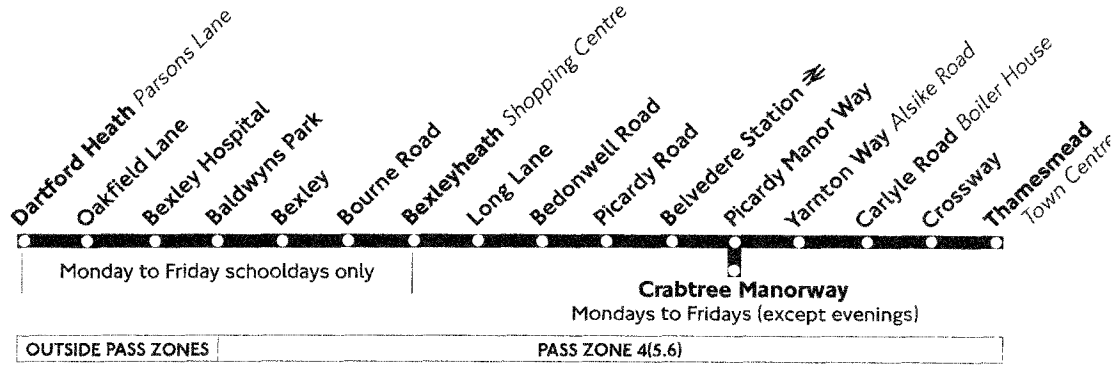 Dartford Heath Parsons Lane
Oakfield Lane
Bexley Hospital
Baldwyns Park
Bexley
Bourne Road
Bexleyheath Shopping Centre
Long Lane
Bedonwell Road
Picardy Road
Belvedere Station
Picardy Manor Way
Yarnton Way Alsike Road
Carlyle Road Boiler House
Crossway
Thamesmead
Town Centre
Monday to Friday schooldays only
Crabtree Manorway
Mondays to Fridays (except evenings)
OUTSIDE PASS ZONES
PASS ZONE 4(5.6)